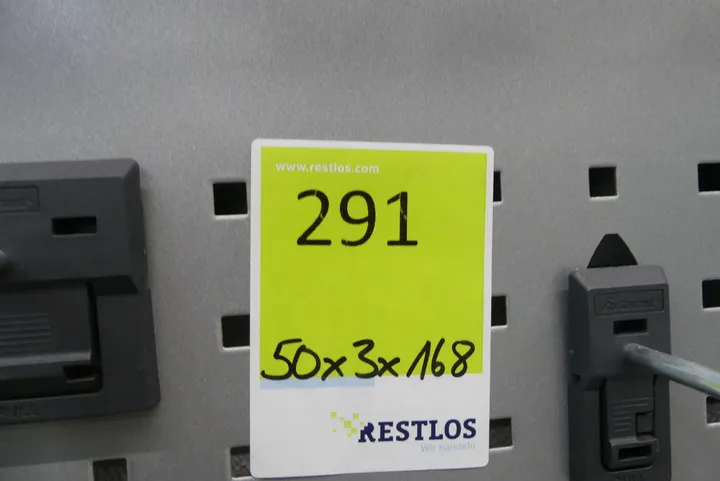 www.restlos.com
291
50x3x168
RESTLOS
Wir handeln.